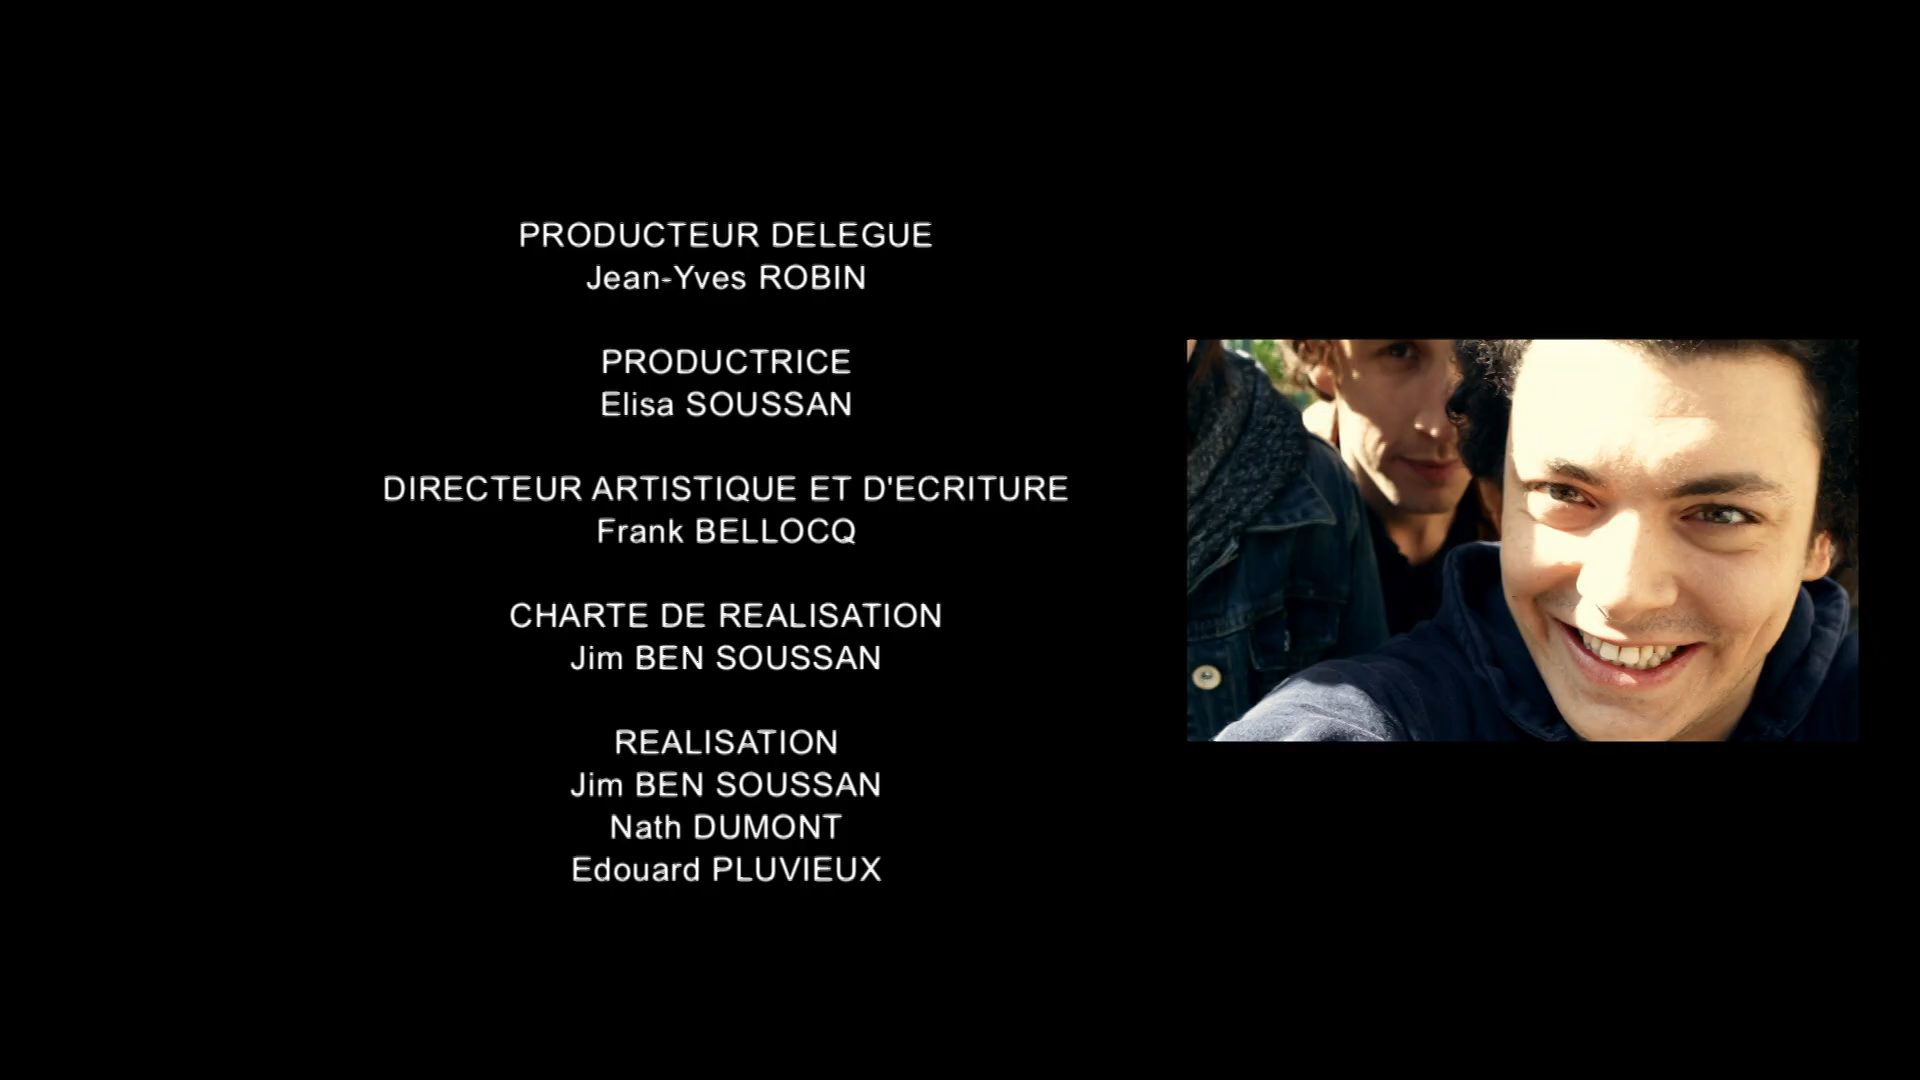 PRODUCTEUR DELEGUE
Jean-Yves ROBIN
PRODUCTRICE
Elisa SOUSSAN
DIRECTEUR ARTISTIQUE ET D'ECRITURE
Frank BELLOCQ
CHARTE DE REALISATION
Jim BEN SOUSSAN
REALISATION
Jim BEN SOUSSAN
Nath DUMONT
Edouard PLUVIEUX